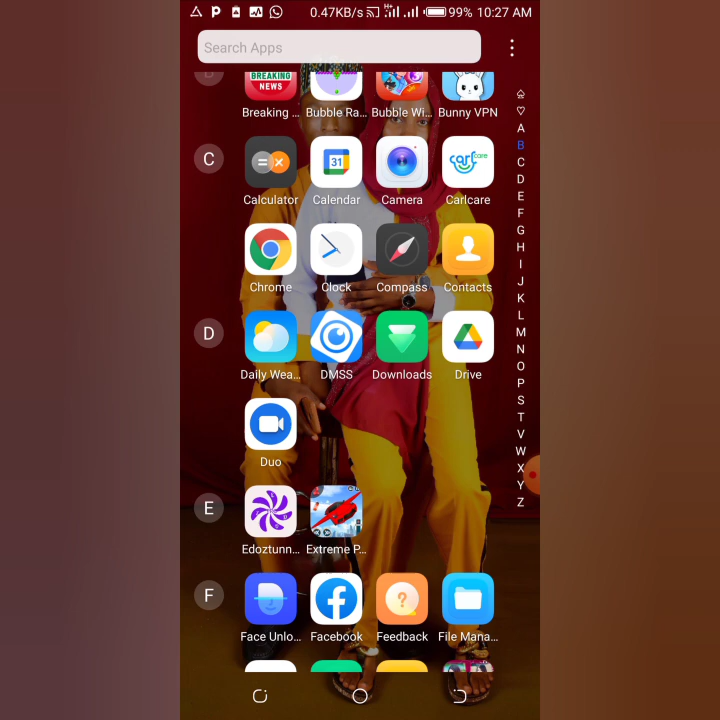 0.47KB/s H+ 99% 10:27 AM
Search Apps
BREAKING
NEWS
Breaking ... Bubble Ra... Bubble Wi... Bunny VPN
A
B
C
D
E
F
G
H
I
J
K
L
M
N
O
P
S
T
V
W
X
Y
Z
C
31
carlcare
Calculator Calendar Camera Carlcare
Chrome Clock Compass Contacts
D
Daily Wea... DMSS Downloads Drive
Duo
E
Edoztunn... Extreme P...
F
Face Unlo... Facebook Feedback File Mana...